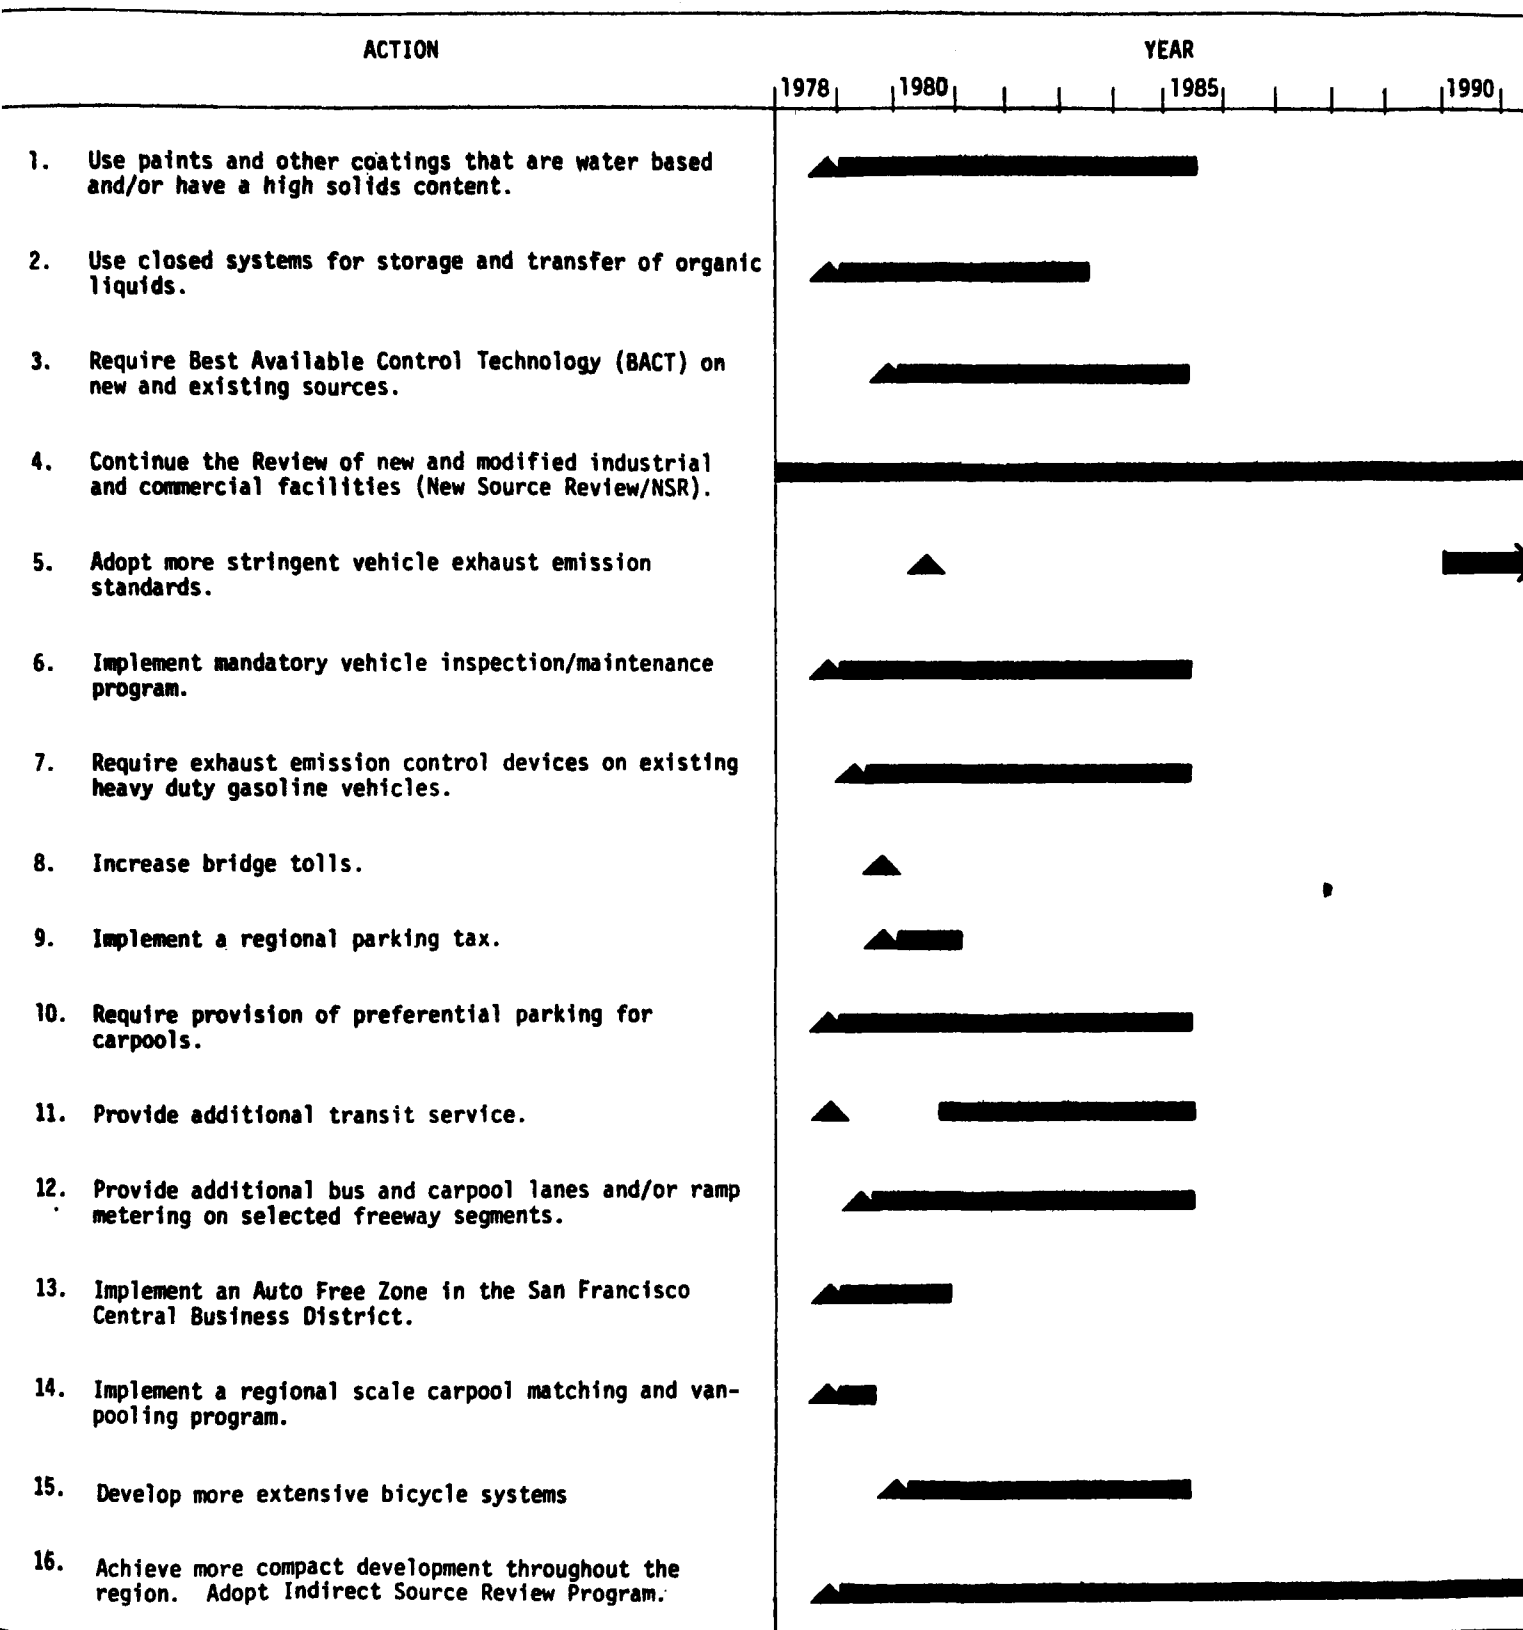 ACTION YEAR
1978 1980 1985 1990
1. Use paints and other coatings that are water based
and/or have a high solids content.
2. Use closed systems for storage and transfer of organic
liquids.
3. Require Best Available Control Technology (BACT) on
new and existing sources.
4. Continue the Review of new and modified industrial
and commercial facilities (New Source Review/NSR).
5. Adopt more stringent vehicle exhaust emission
standards.
6. Implement mandatory vehicle inspection/maintenance
program.
7. Require exhaust emission control devices on existing
heavy duty gasoline vehicles.
8. Increase bridge tolls.
9. Implement a regional parking tax.
10. Require provision of preferential parking for
carpools.
11. Provide additional transit service.
12. Provide additional bus and carpool lanes and/or ramp
metering on selected freeway segments.
13. Implement an Auto Free Zone in the San Francisco
Central Business District.
14. Implement a regional scale carpool matching and van-
pooling program.
15. Develop more extensive bicycle systems
16. Achieve more compact development throughout the
region. Adopt Indirect Source Review Program.